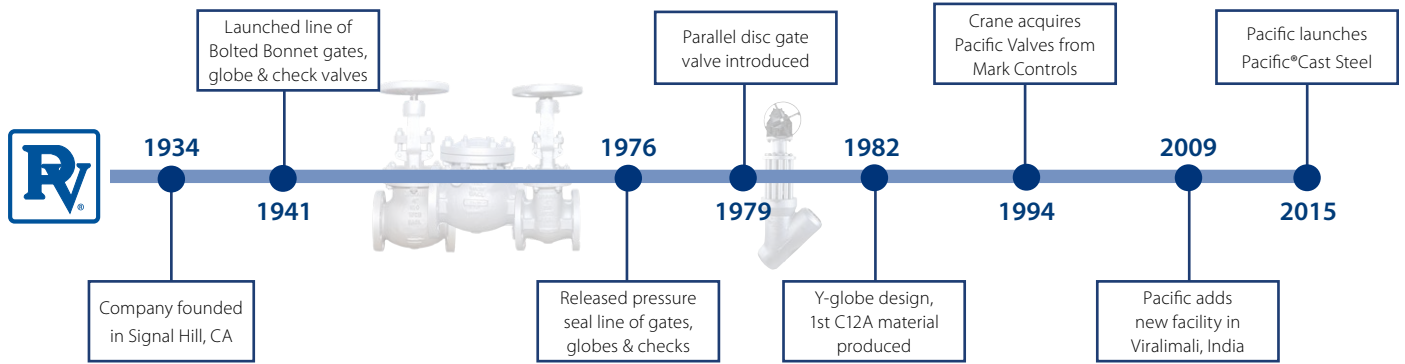 Launched line of
Bolted Bonnet gates,
globe & check valves
Parallel disc gate
valve introduced
Crane acquires
Pacific Valves from
Mark Controls
Pacific launches
Pacific®Cast Steel
PV®
1934
1941
1976
1979
1982
1994
2009
2015
Company founded
in Signal Hill, CA
Released pressure
seal line of gates,
globes & checks
Y-globe design,
1st C12A material
produced
Pacific adds
new facility in
Viralimali, India